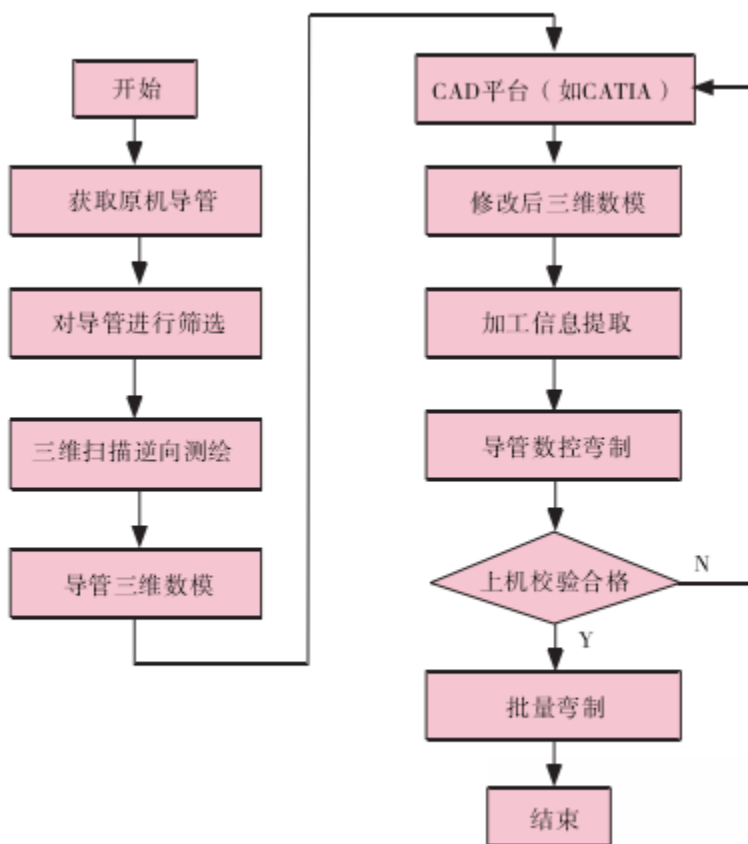 开始
获取原机导管
对导管进行筛选
三维扫描逆向测绘
导管三维数模
CAD平台（如CATIA）
修改后三维数模
加工信息提取
导管数控弯制
上机校验合格
N
Y
批量弯制
结束